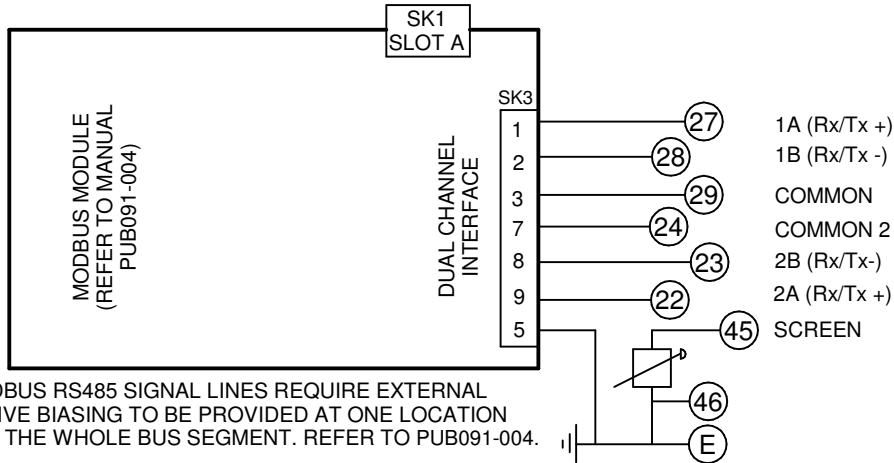 SK1
SLOT A
MODBUS MODULE
(REFER TO MANUAL
PUB091-004)
DUAL CHANNEL
INTERFACE
SK3
1 27 1A (Rx/Tx +)
2 28 1B (Rx/Tx -)
3 29 COMMON
7 24 COMMON 2
8 23 2B (Rx/Tx-)
9 22 2A (Rx/Tx +)
5 45 SCREEN
46
E
DBUS RS485 SIGNAL LINES REQUIRE EXTERNAL
IVE BIASING TO BE PROVIDED AT ONE LOCATION
THE WHOLE BUS SEGMENT. REFER TO PUB091-004.